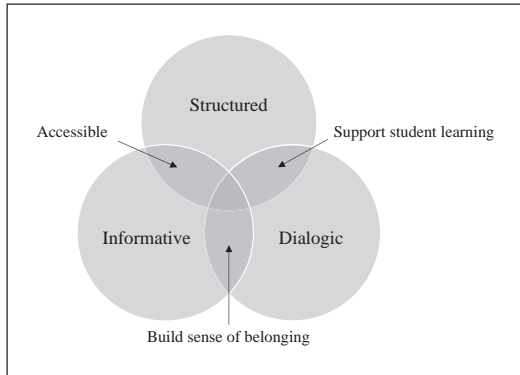 Structured
Accessible
Support student learning
Informative
Dialogic
Build sense of belonging